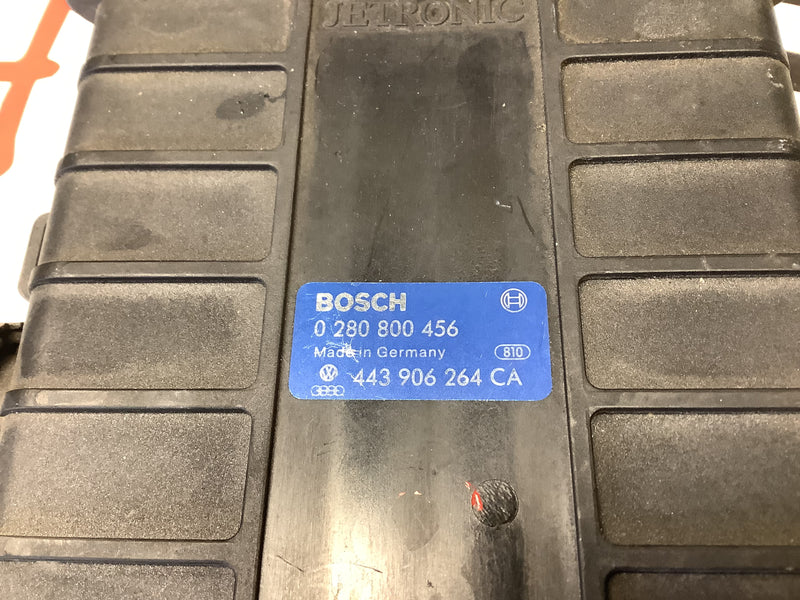 JETRONIC
BOSCH
0 280 800 456
Made in Germany 810
443 906 264 CA